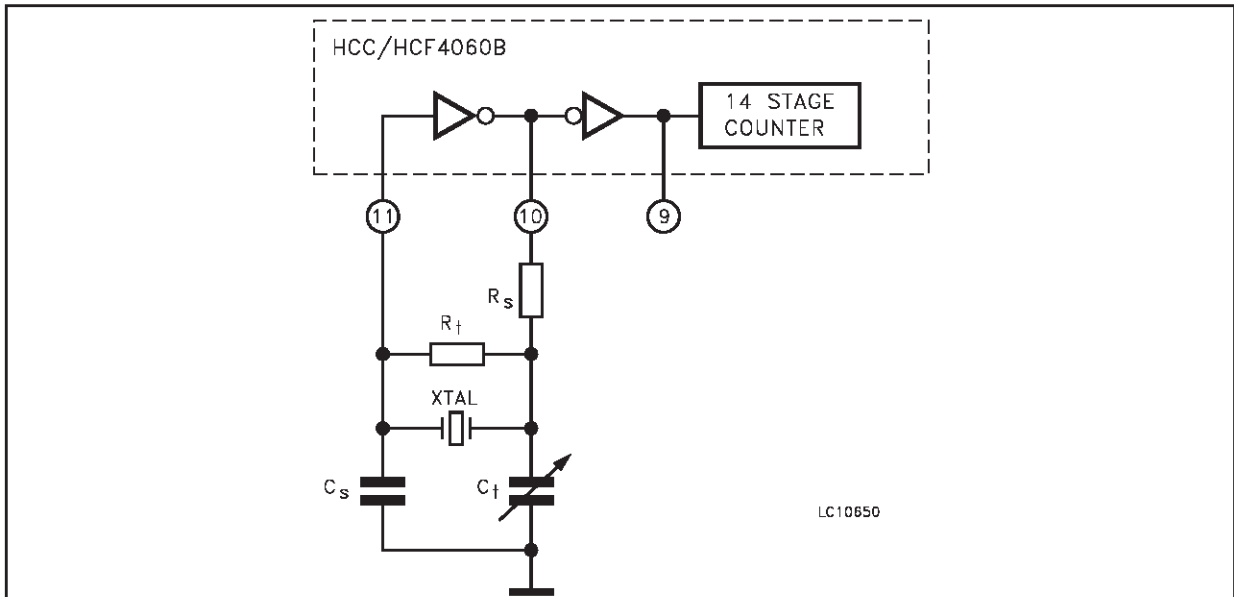 HCC/HCF4060B
14 STAGE
COUNTER
11
10
9
Rs
Rt
XTAL
Cs
Ct
LC10650